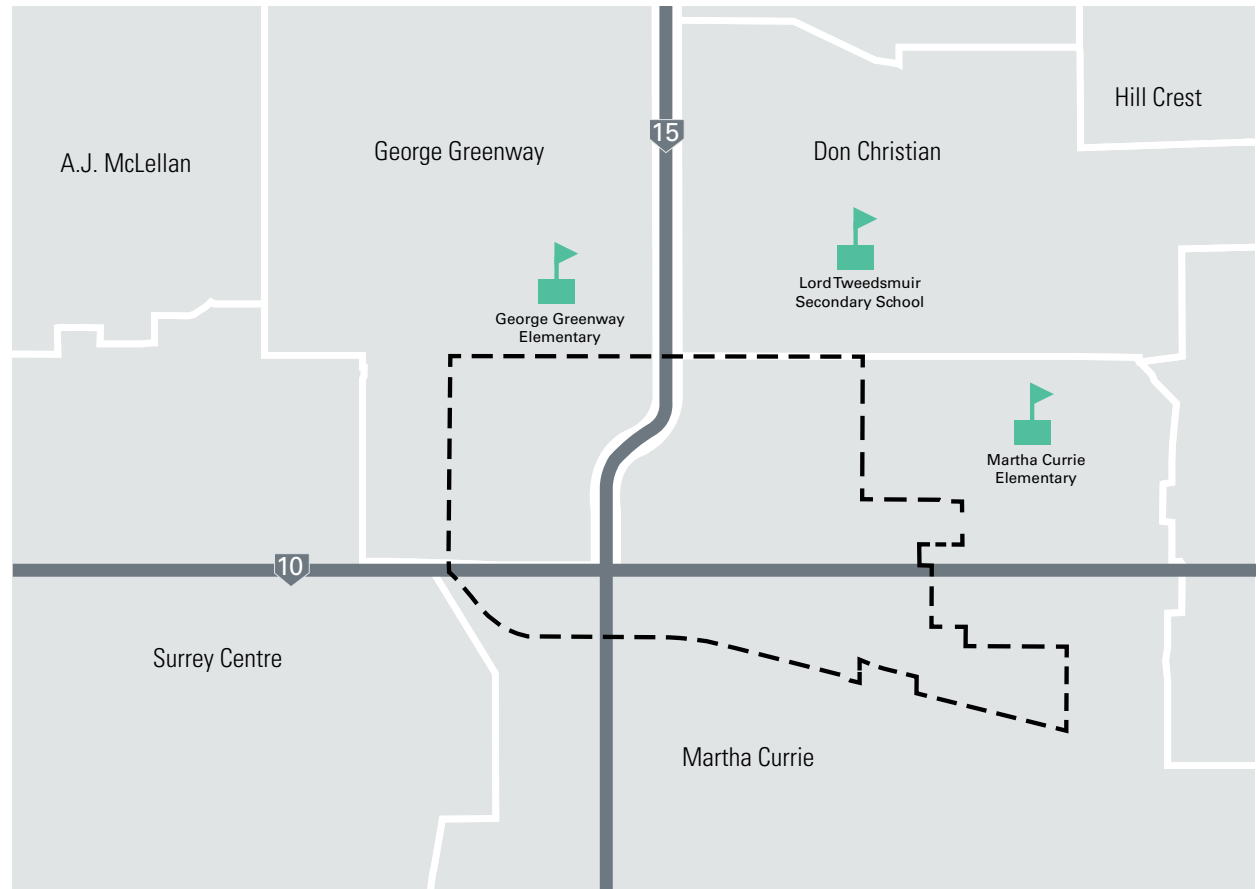 Hill Crest
15
George Greenway
Don Christian
A.J. McLellan
Lord Tweedsmuir
Secondary School
George Greenway
Elementary
Martha Currie
Elementary
10
Surrey Centre
Martha Currie